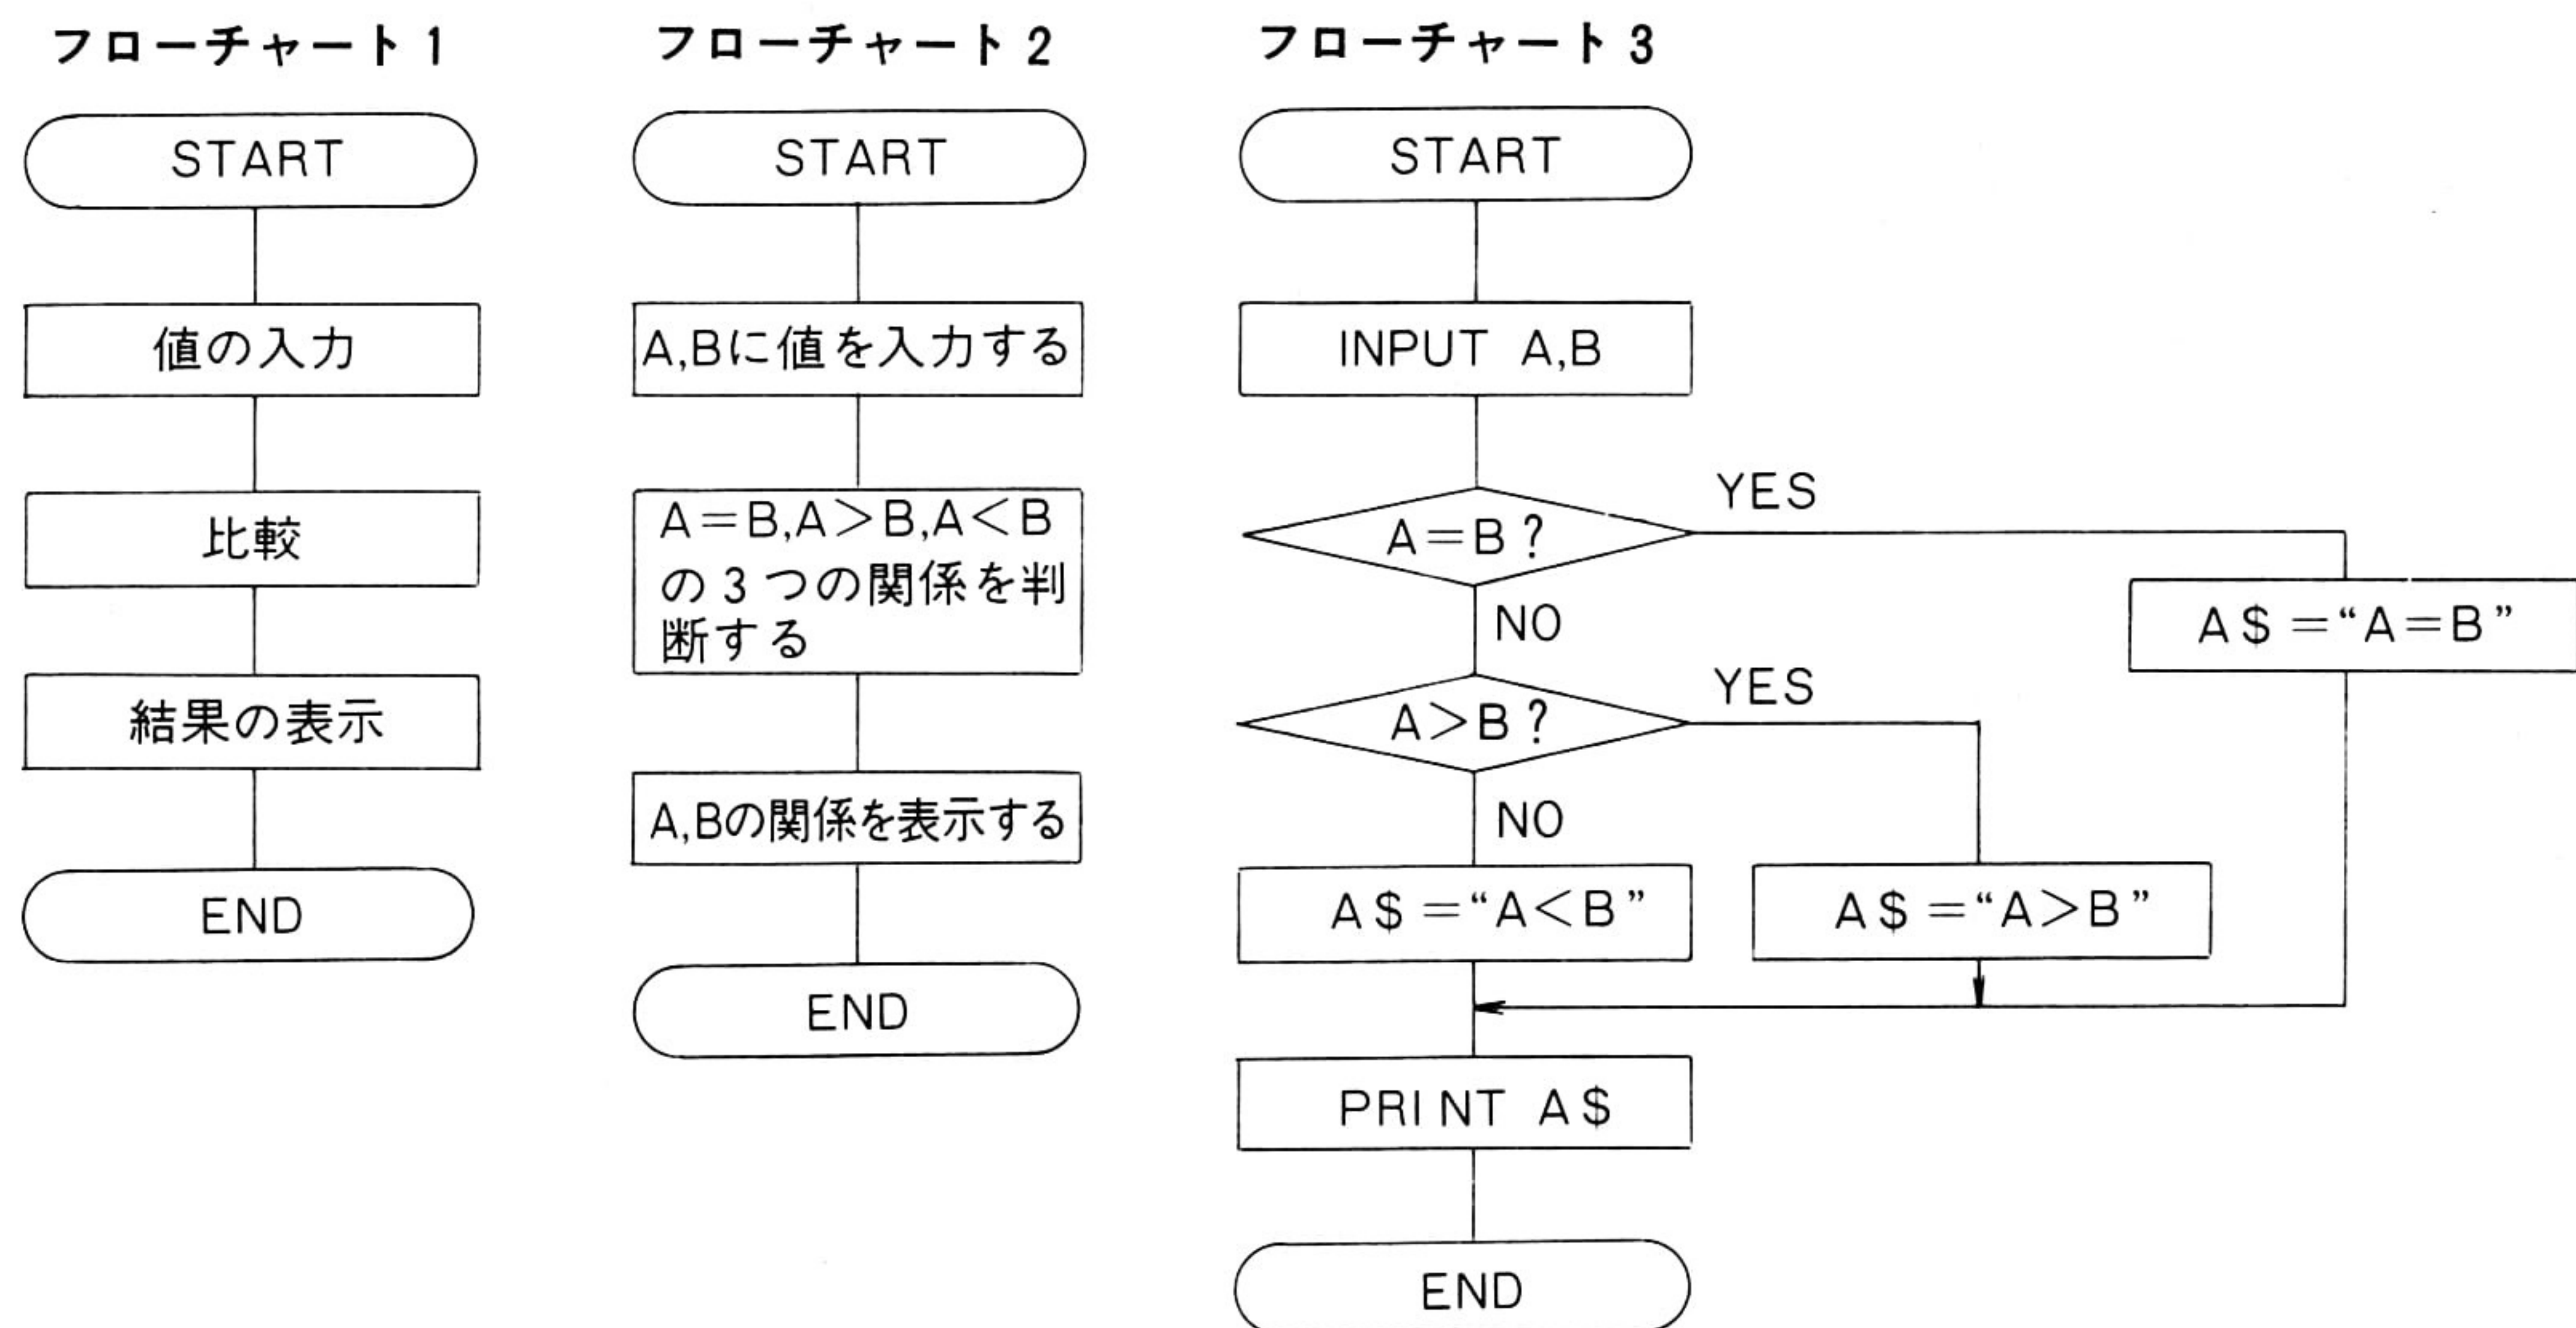 フローチャート 1
START
値の入力
比較
結果の表示
END
フローチャート 2
START
A,Bに値を入力する
A=B,A>B,A<B
の3つの関係を判
断する
A,Bの関係を表示する
END
フローチャート 3
START
INPUT A,B
A=B?
YES
A$=“A=B”
NO
A>B?
YES
NO
A$=“A<B”
A$=“A>B”
PRINT A$
END